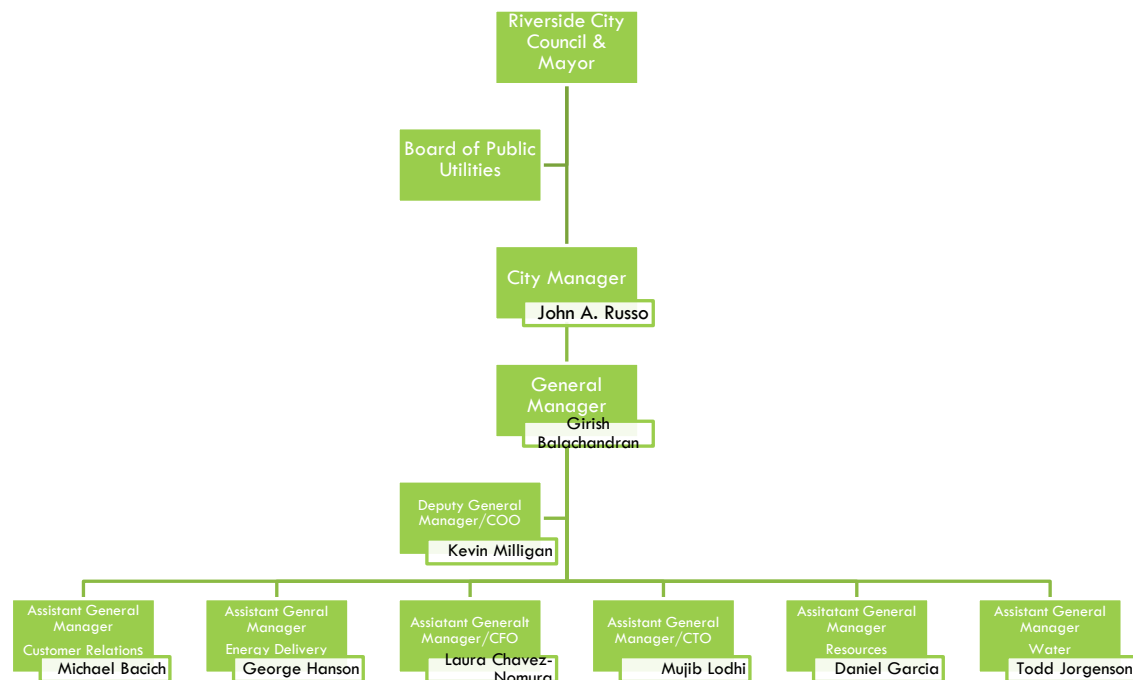 Riverside City
Council &
Mayor
Board of Public
Utilities
City Manager
John A. Russo
General
Manager
Girish
Balachandran
Deputy General
Manager/COO
Kevin Milligan
Assistant General
Manager
Customer Relations
Michael Bacich
Assistant Genral
Manager
Energy Delivery
George Hanson
Assiatant Generalt
Manager/CFO
Laura Chavez-
Nomura
Assistant General
Manager/CTO
Mujib Lodhi
Assitatant General
Manager
Resources
Daniel Garcia
Assistant General
Manager
Water
Todd Jorgenson